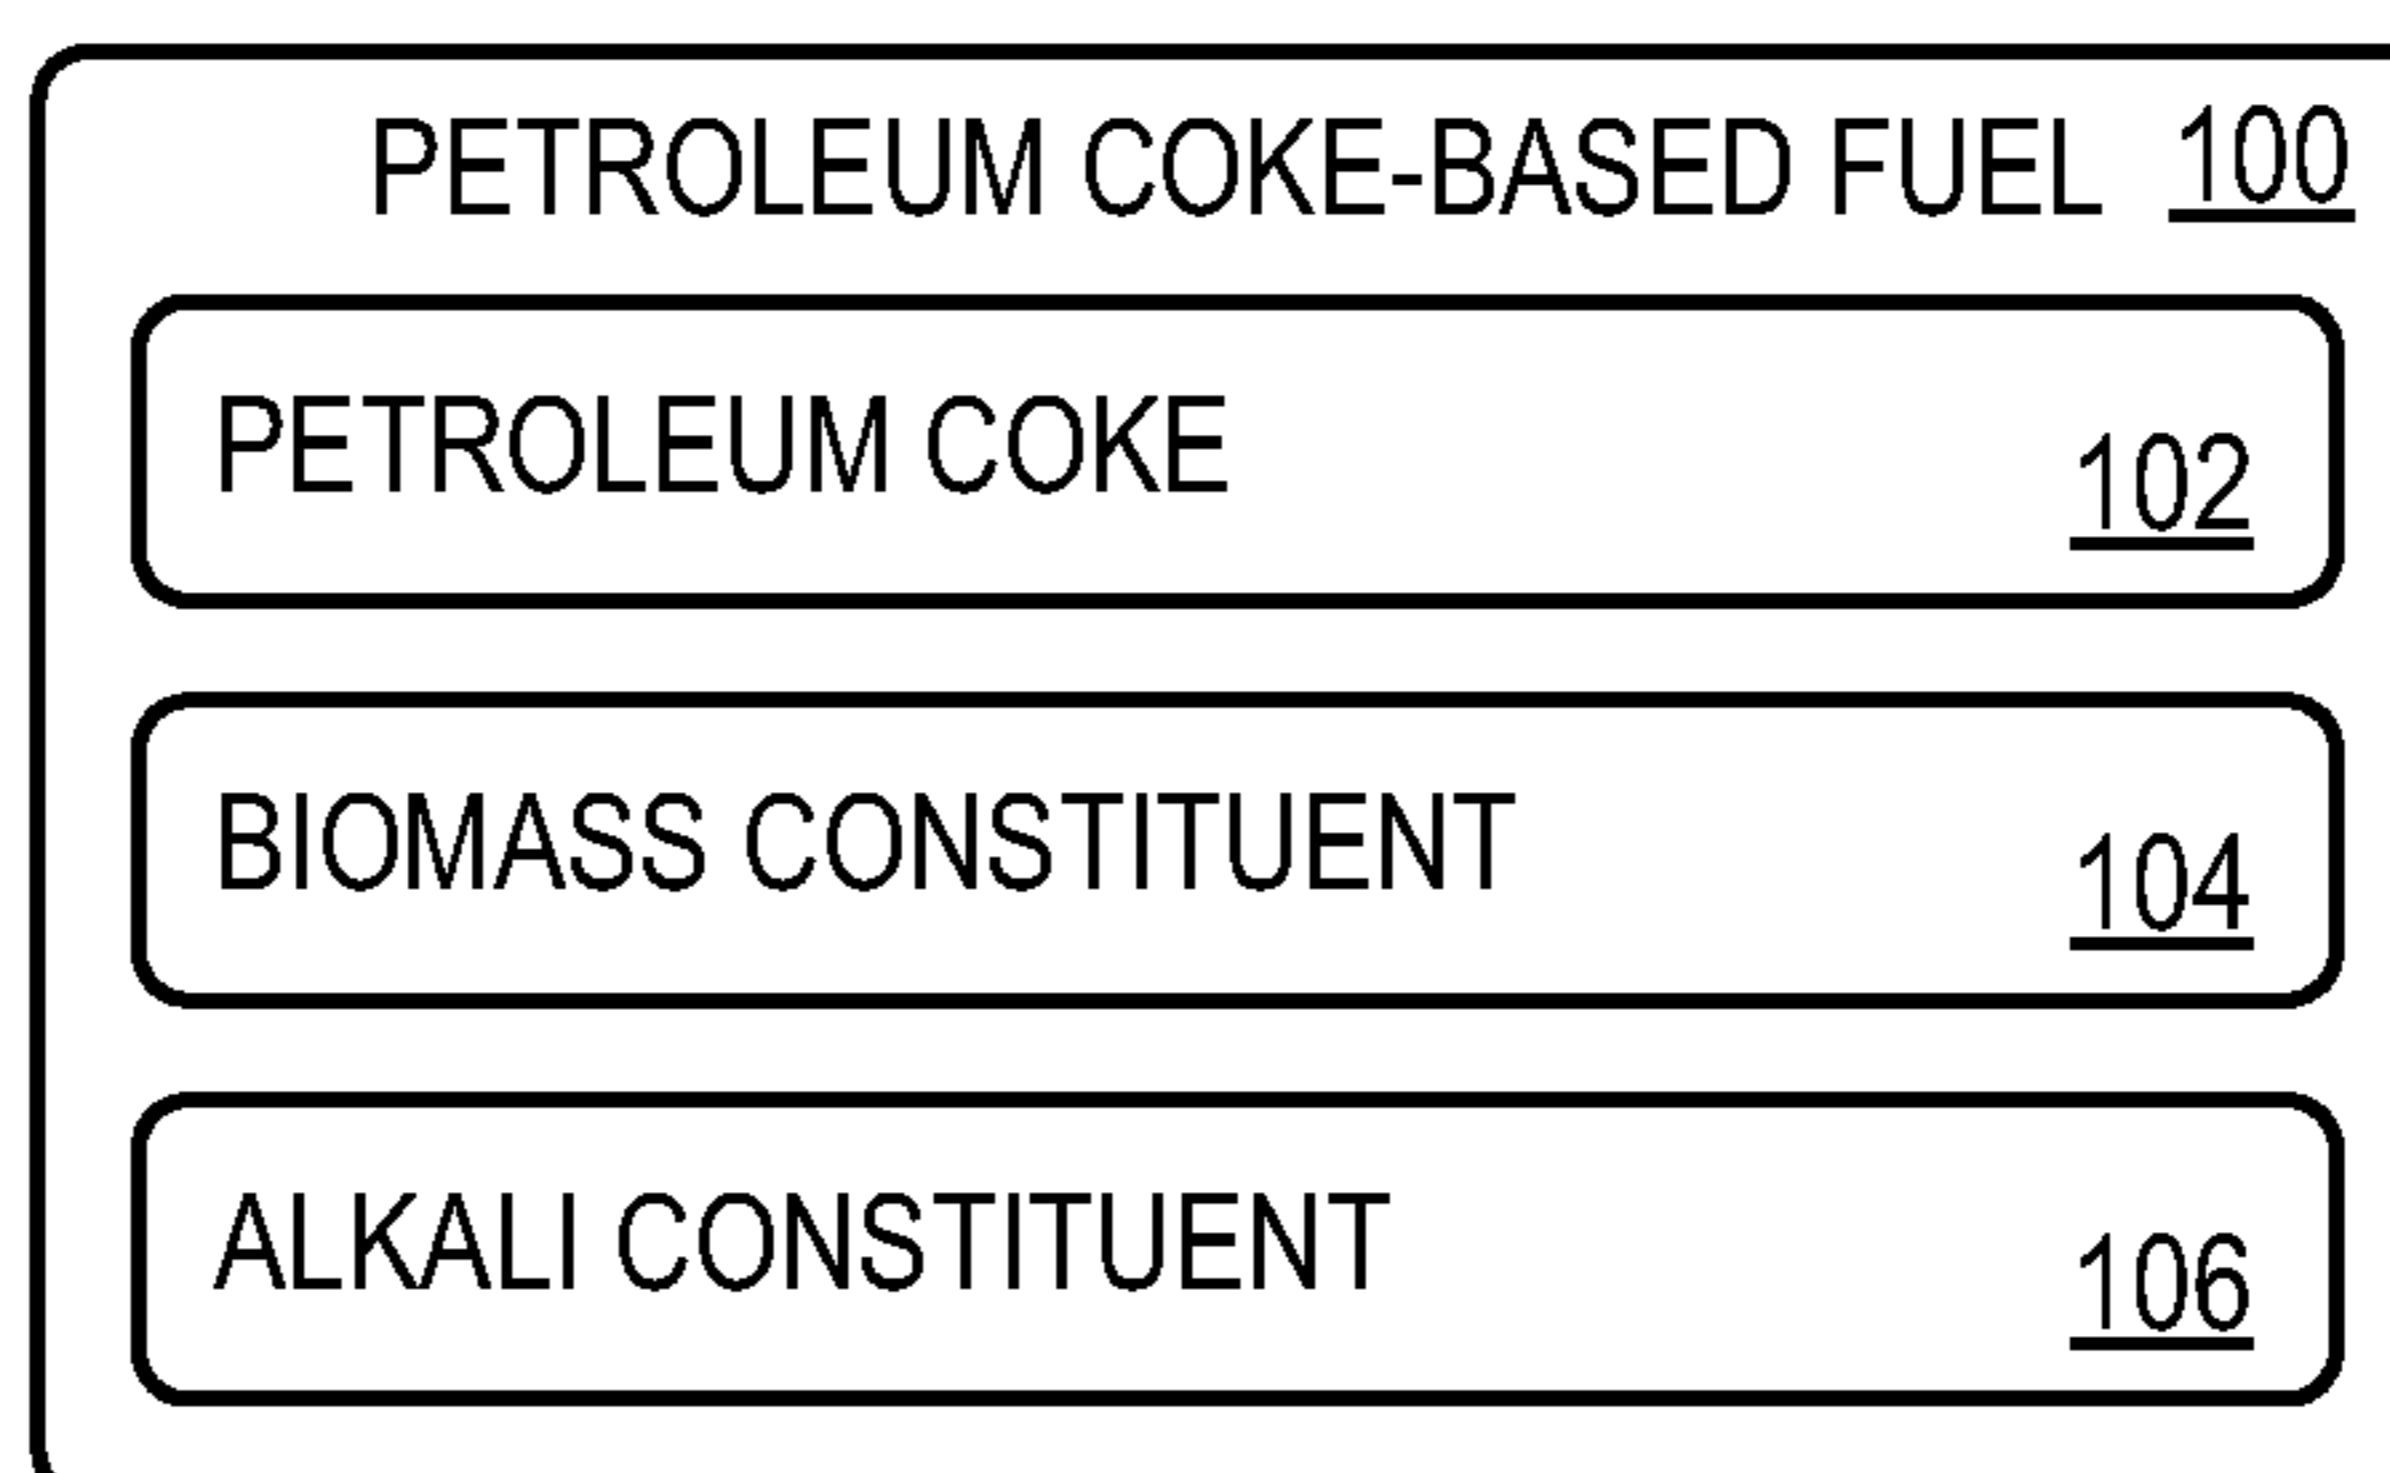 PETROLEUM COKE-BASED FUEL 100
PETROLEUM COKE
102
BIOMASS CONSTITUENT
104
ALKALI CONSTITUENT
106